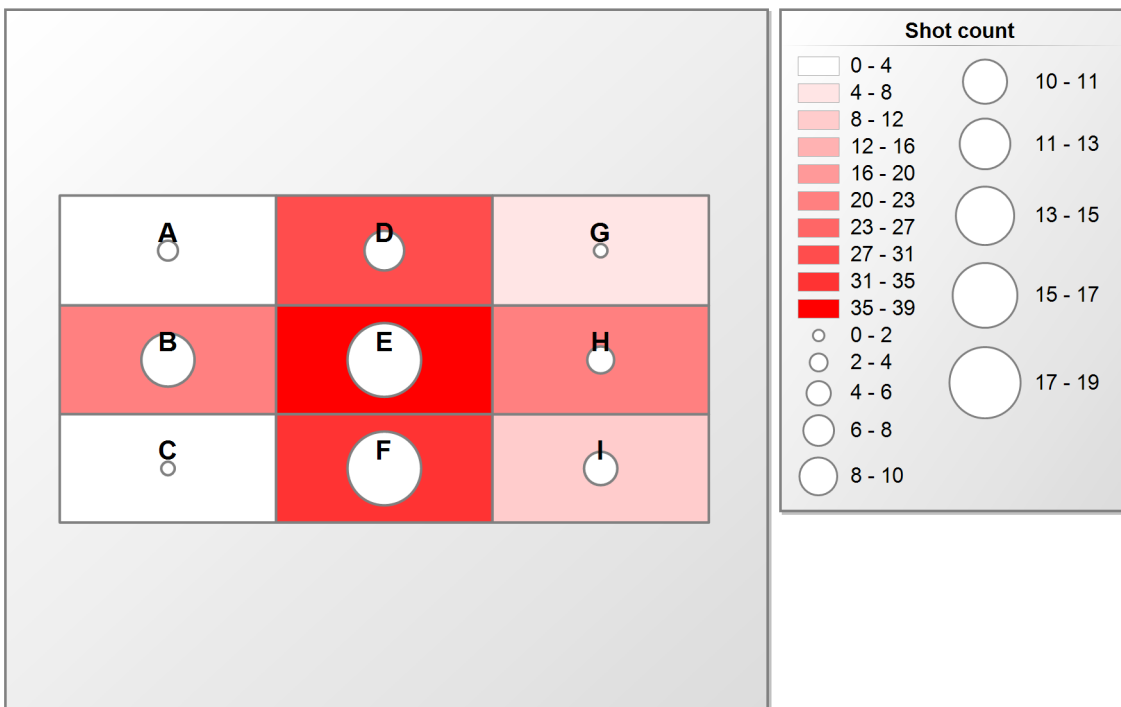 Shot count
A
D
G
B
E
H
C
F
I
0 - 4
4 - 8
8 - 12
12 - 16
16 - 20
20 - 23
23 - 27
27 - 31
31 - 35
35 - 39
0 - 2
2 - 4
4 - 6
6 - 8
8 - 10
10 - 11
11 - 13
13 - 15
15 - 17
17 - 19